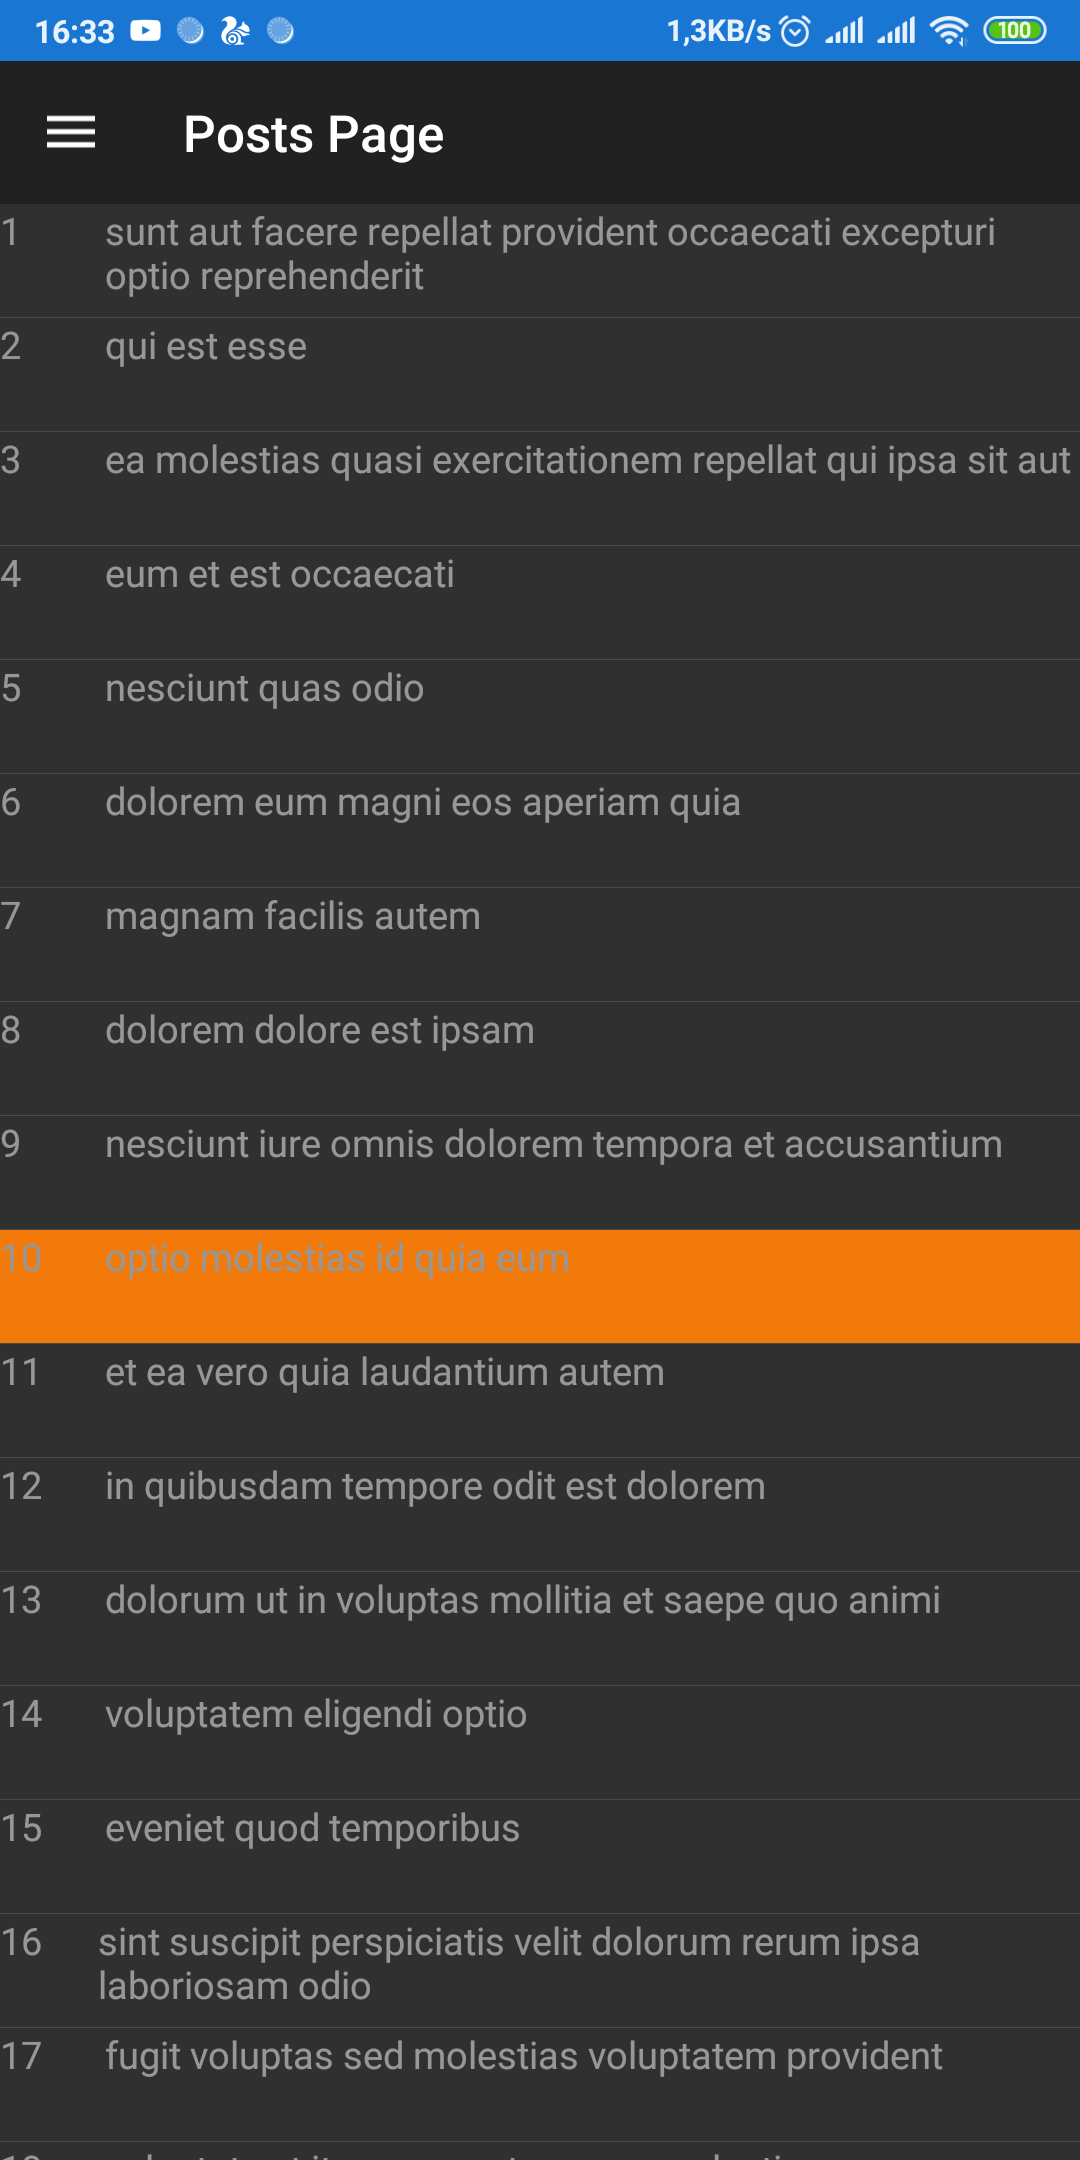 16:33 1,3KB/s 100
Posts Page
1 sunt aut facere repellat provident occaecati excepturi
optio reprehenderit
2 qui est esse
3 ea molestias quasi exercitationem repellat qui ipsa sit aut
4 eum et est occaecati
5 nesciunt quas odio
6 dolorem eum magni eos aperiam quia
7 magnam facilis autem
8 dolorem dolore est ipsam
9 nesciunt iure omnis dolorem tempora et accusantium
10 optio molestias id quia eum
11 et ea vero quia laudantium autem
12 in quibusdam tempore odit est dolorem
13 dolorum ut in voluptas mollitia et saepe quo animi
14 voluptatem eligendi optio
15 eveniet quod temporibus
16 sint suscipit perspiciatis velit dolorum rerum ipsa
laboriosam odio
17 fugit voluptas sed molestias voluptatem provident